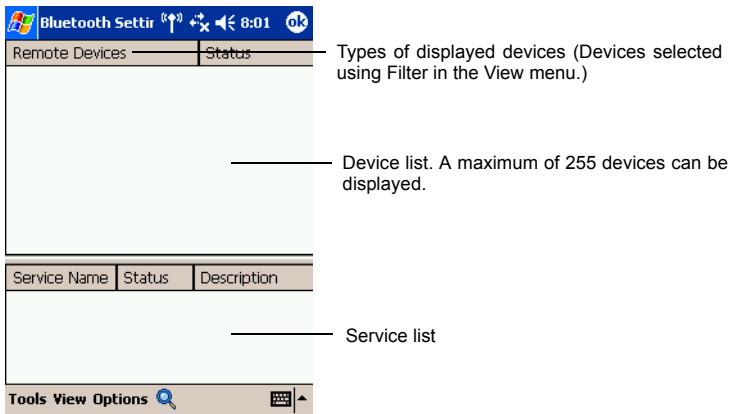 Bluetooth Settir 8:01 ok
Remote Devices Status
Types of displayed devices (Devices selected
using Filter in the View menu.)
Device list. A maximum of 255 devices can be
displayed.
Service Name Status Description
Service list
Tools View Options